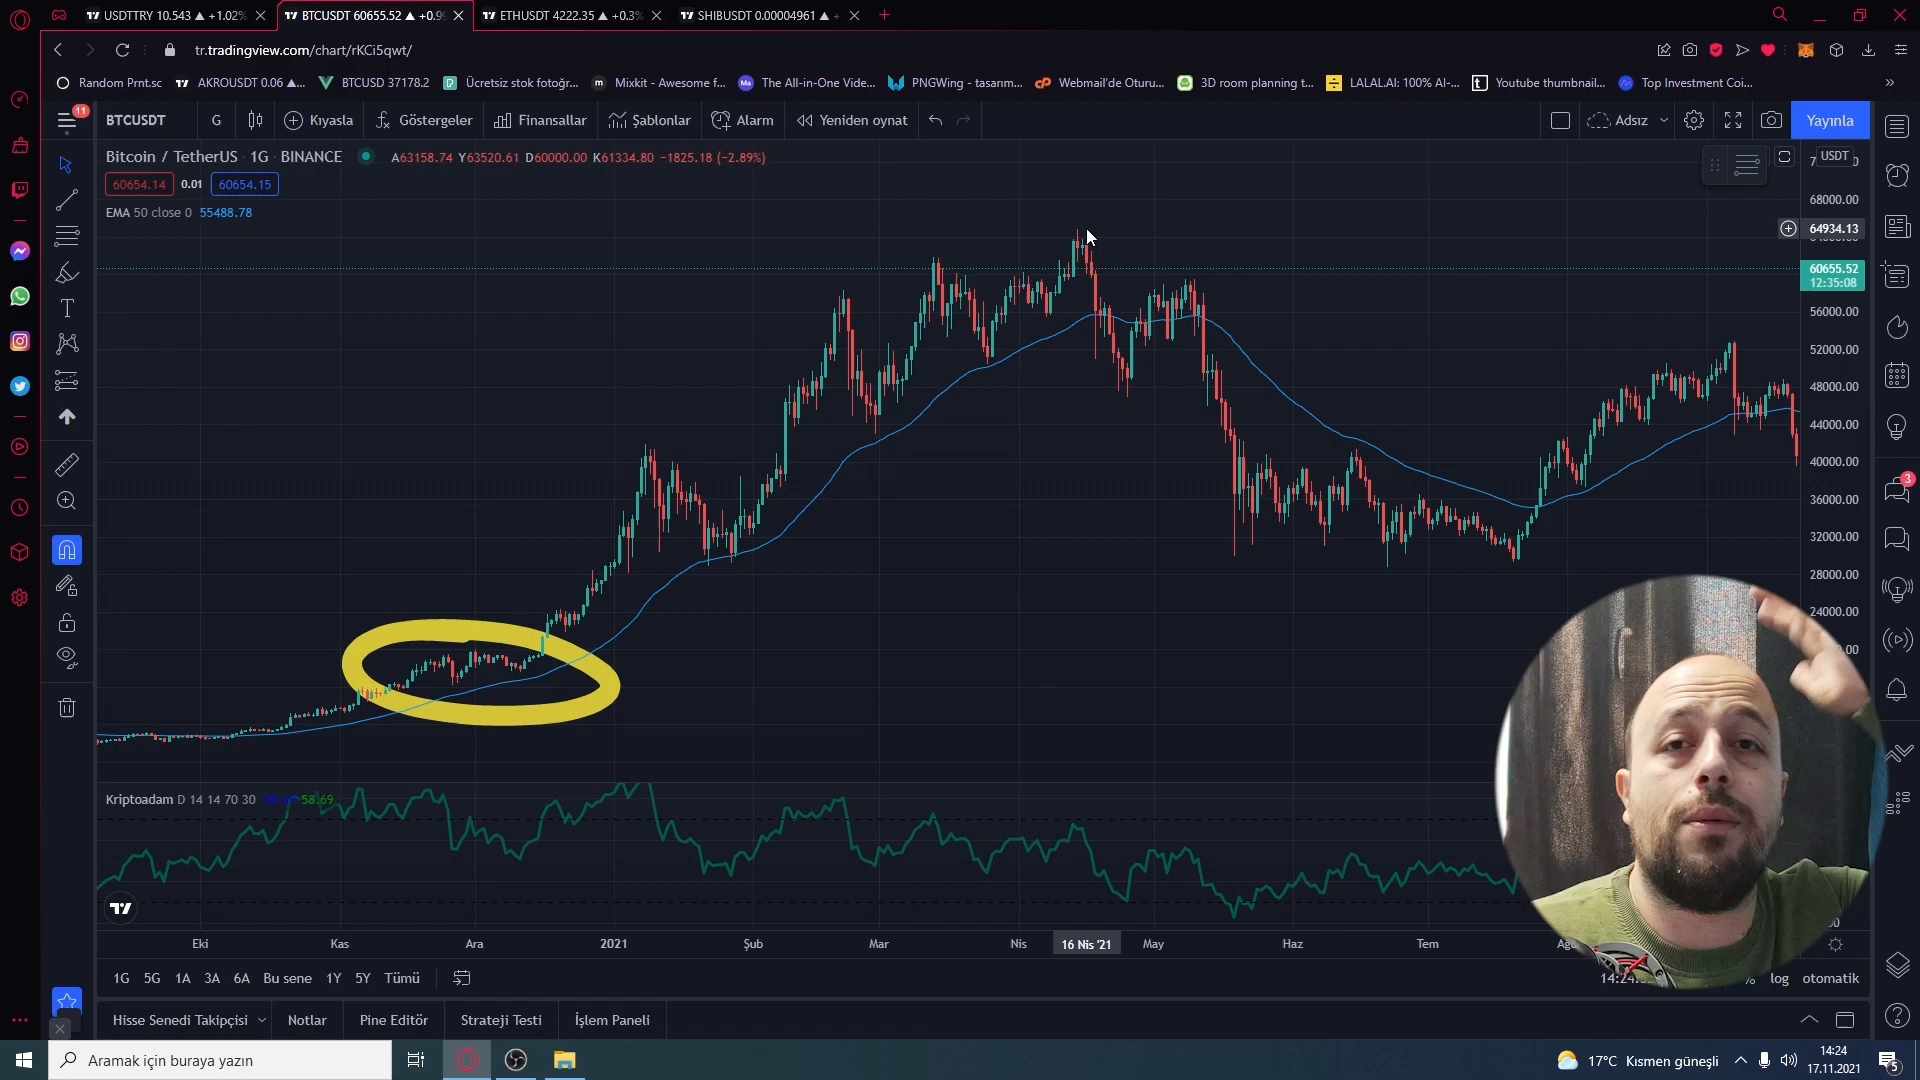 USDTTRY 10.543 ▲ +1.02%
BTCUSDT 60655.52 ▲ +0.9
ETHUSDT 4222.35 ▲ +0.3%
SHIBUSDT 0.00004961 ▲ +
tr.tradingview.com/chart/rKCi5qwt/
Random Prnt.sc
AKROUSDT 0.06 ▲...
BTCUSD 37178.2
Ücretsiz stok fotoğr...
Mixkit - Awesome f...
The All-in-One Vide...
PNGWing - tasarım...
Webmail'de Oturu...
3D room planning t...
LALAL.AI: 100% AI-...
Youtube thumbnail...
Top Investment Coi...
11
BTCUSDT
G
Kıyasla
Göstergeler
Finansallar
Şablonlar
Alarm
Yeniden oynat
Adsız
Yayınla
Bitcoin / TetherUS · 1G · BINANCE
A63158.74 Y63520.61 D60000.00 K61334.80 −1825.18 (−2.89%)
60654.14 0.01 60654.15
EMA 50 close 0 55488.78
USDT
68000.00
64934.13
60655.52
12:35:08
56000.00
52000.00
48000.00
44000.00
40000.00
36000.00
32000.00
28000.00
24000.00
3
Kriptoadam D 14 14 70 30
58.69
Eki Kas Ara 2021 Şub Mar Nis 16 Nis '21 May Haz Tem
1G 5G 1A 3A 6A Bu sene 1Y 5Y Tümü
% log otomatik
Hisse Senedi Takipçisi
Notlar
Pine Editör
Strateji Testi
İşlem Paneli
Aramak için buraya yazın
17°C Kısmen güneşli
14:24
17.11.2021
5